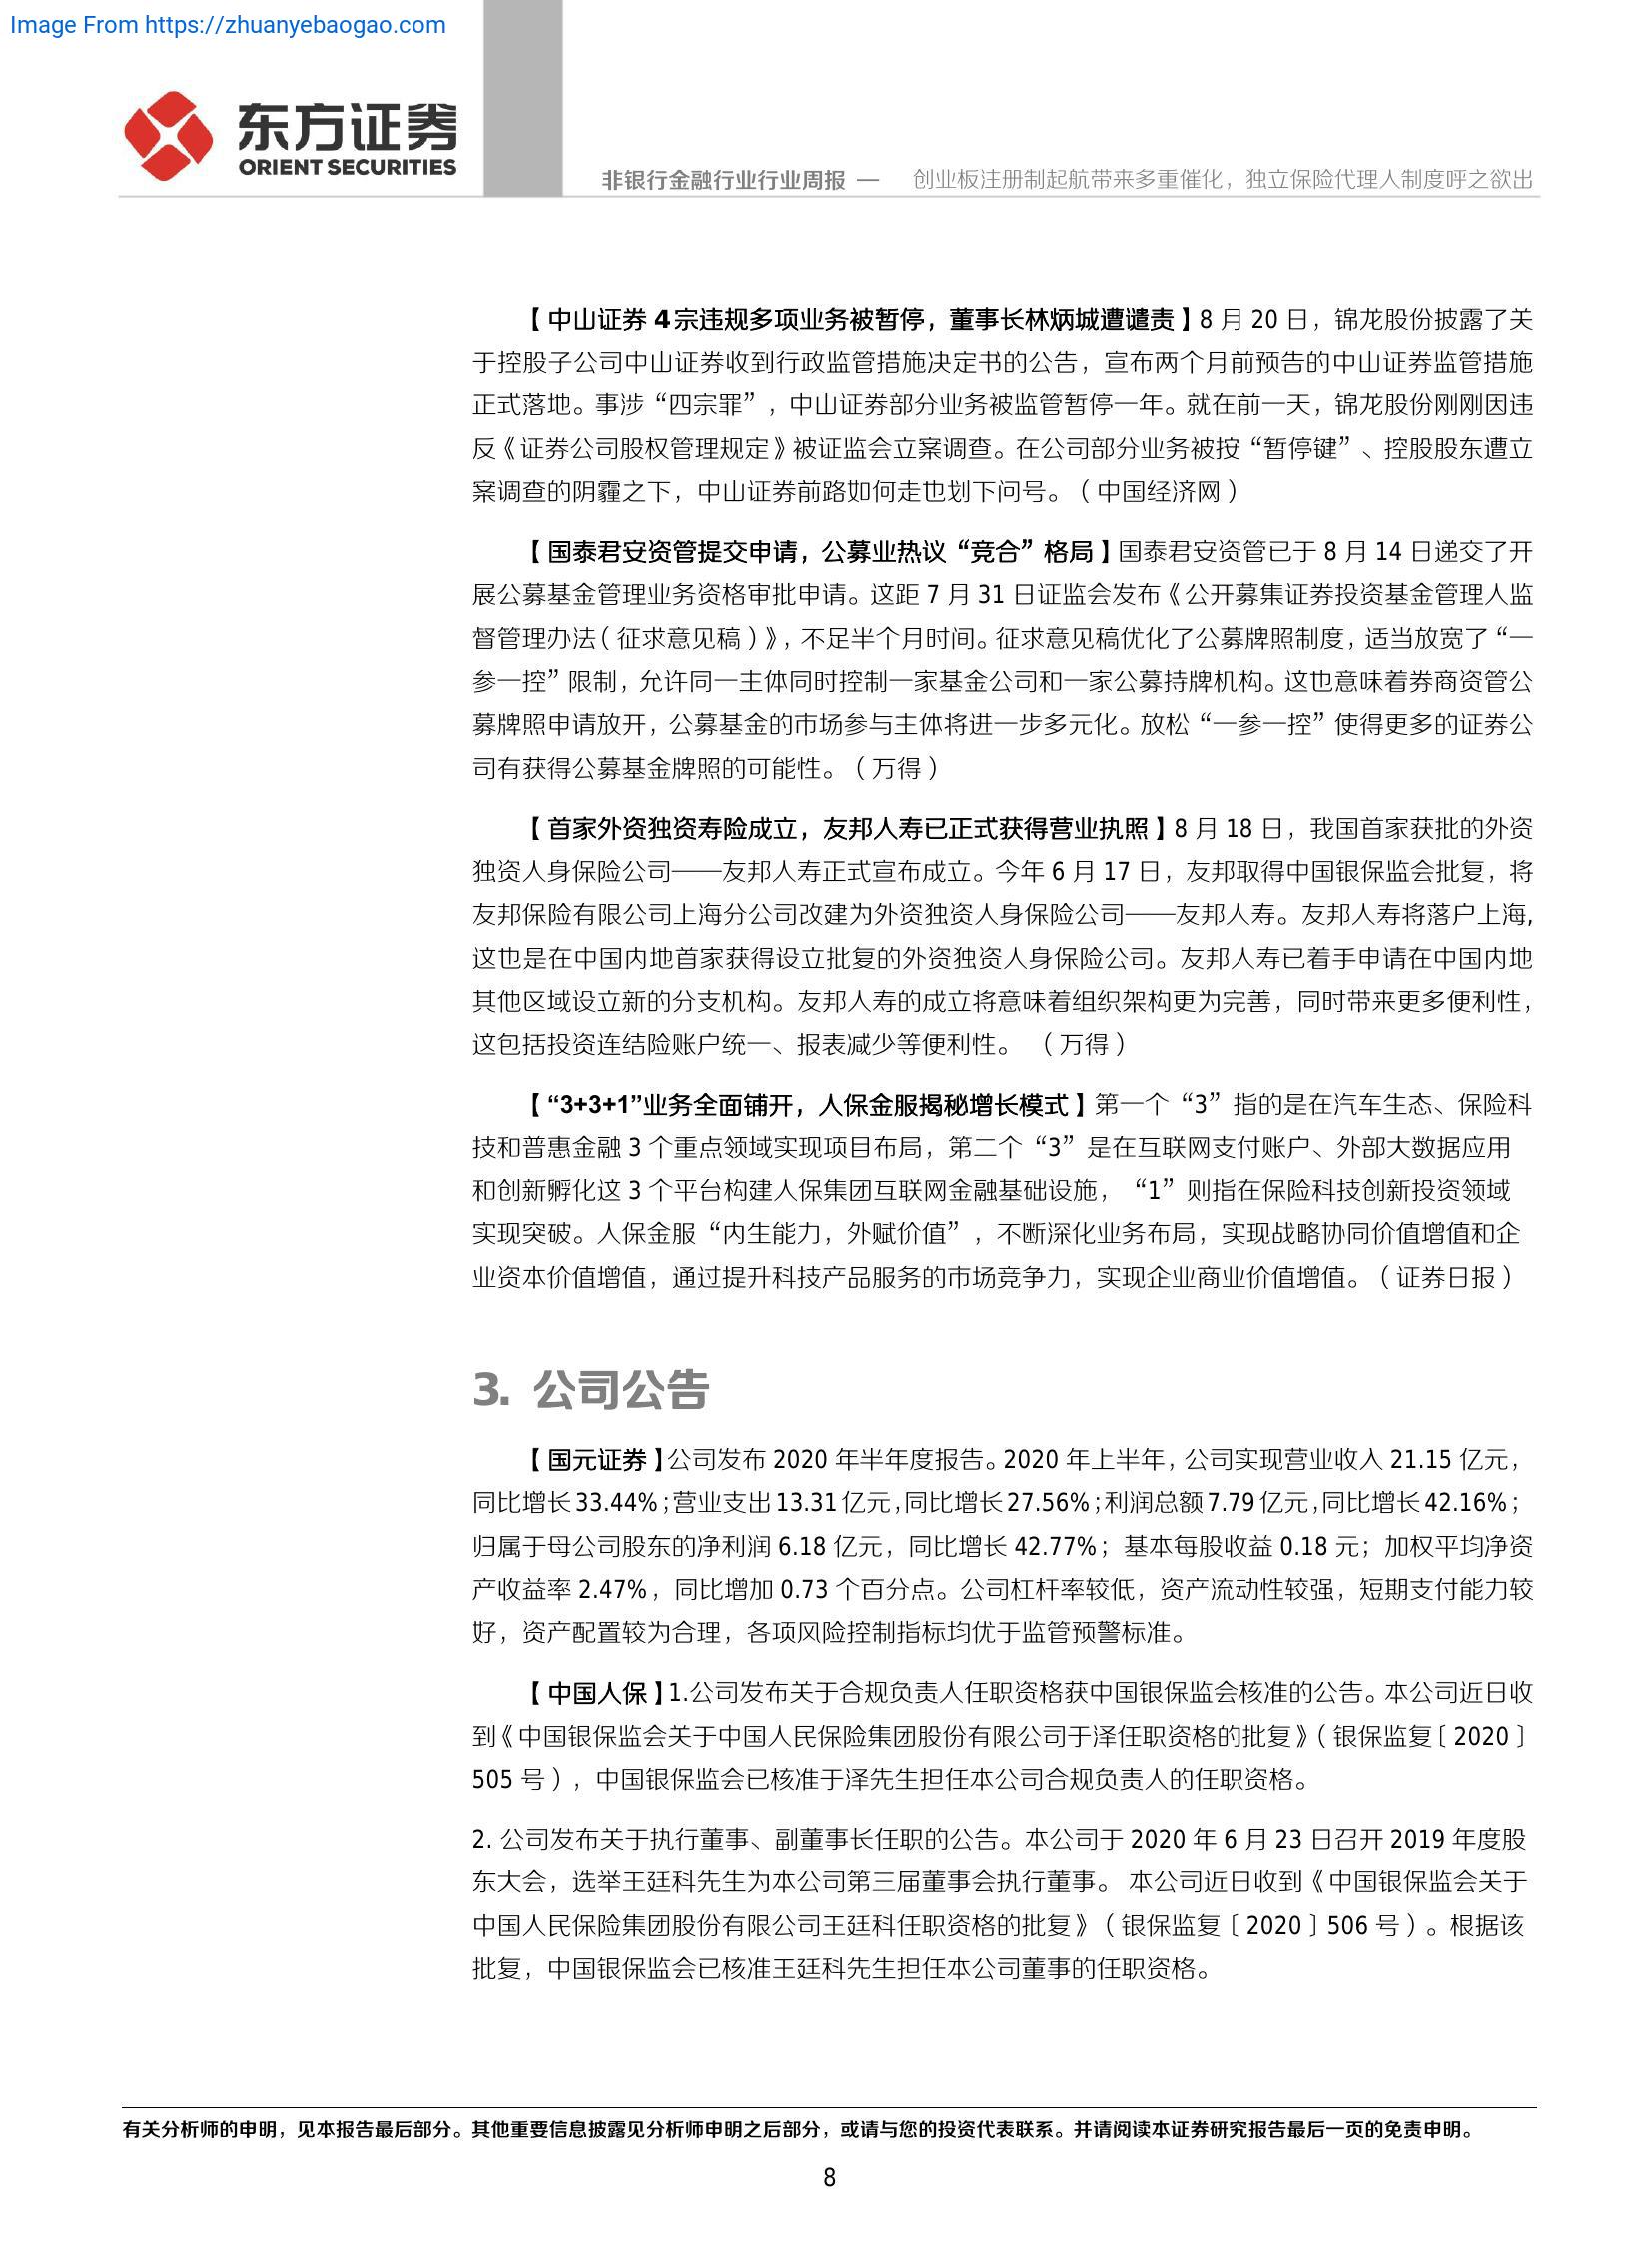 Image From https://zhuanyebaogao.com
东方证券
ORIENT SECURITIES
非银行金融行业行业周报 — 创业板注册制起航带来多重催化，独立保险代理人制度呼之欲出
【中山证券 4宗违规多项业务被暂停，董事长林炳城遭谴责】8 月 20 日，锦龙股份披露了关
于控股子公司中山证券收到行政监管措施决定书的公告，宣布两个月前预告的中山证券监管措施
正式落地。事涉“四宗罪”，中山证券部分业务被监管暂停一年。就在前一天，锦龙股份刚刚因违
反《证券公司股权管理规定》被证监会立案调查。在公司部分业务被按“暂停键”、控股股东遭立
案调查的阴霾之下，中山证券前路如何走也划下问号。（中国经济网）
【国泰君安资管提交申请，公募业热议“竞合”格局】国泰君安资管已于 8 月 14 日递交了开
展公募基金管理业务资格审批申请。这距 7 月 31 日证监会发布《公开募集证券投资基金管理人监
督管理办法（征求意见稿）》，不足半个月时间。征求意见稿优化了公募牌照制度，适当放宽了“一
参一控”限制，允许同一主体同时控制一家基金公司和一家公募持牌机构。这也意味着券商资管公
募牌照申请放开，公募基金的市场参与主体将进一步多元化。放松“一参一控”使得更多的证券公
司有获得公募基金牌照的可能性。（万得）
【首家外资独资寿险成立，友邦人寿已正式获得营业执照】8 月 18 日，我国首家获批的外资
独资人身保险公司——友邦人寿正式宣布成立。今年 6 月 17 日，友邦取得中国银保监会批复，将
友邦保险有限公司上海分公司改建为外资独资人身保险公司——友邦人寿。友邦人寿将落户上海，
这也是在中国内地首家获得设立批复的外资独资人身保险公司。友邦人寿已着手申请在中国内地
其他区域设立新的分支机构。友邦人寿的成立将意味着组织架构更为完善，同时带来更多便利性，
这包括投资连结险账户统一、报表减少等便利性。 （万得）
【“3+3+1”业务全面铺开，人保金服揭秘增长模式】第一个“3”指的是在汽车生态、保险科
技和普惠金融 3 个重点领域实现项目布局，第二个“3”是在互联网支付账户、外部大数据应用
和创新孵化这 3 个平台构建人保集团互联网金融基础设施，“1”则指在保险科技创新投资领域
实现突破。人保金服“内生能力，外赋价值”，不断深化业务布局，实现战略协同价值增值和企
业资本价值增值，通过提升科技产品服务的市场竞争力，实现企业商业价值增值。（证券日报）
3. 公司公告
【国元证券】公司发布 2020 年半年度报告。2020 年上半年，公司实现营业收入 21.15 亿元，
同比增长 33.44%；营业支出 13.31 亿元，同比增长 27.56%；利润总额 7.79 亿元，同比增长 42.16%；
归属于母公司股东的净利润 6.18 亿元，同比增长 42.77%；基本每股收益 0.18 元；加权平均净资
产收益率 2.47%，同比增加 0.73 个百分点。公司杠杆率较低，资产流动性较强，短期支付能力较
好，资产配置较为合理，各项风险控制指标均优于监管预警标准。
【中国人保】1.公司发布关于合规负责人任职资格获中国银保监会核准的公告。本公司近日收
到《中国银保监会关于中国人民保险集团股份有限公司于泽任职资格的批复》（银保监复〔2020〕
505 号），中国银保监会已核准于泽先生担任本公司合规负责人的任职资格。
2. 公司发布关于执行董事、副董事长任职的公告。本公司于 2020 年 6 月 23 日召开 2019 年度股
东大会，选举王廷科先生为本公司第三届董事会执行董事。 本公司近日收到《中国银保监会关于
中国人民保险集团股份有限公司王廷科任职资格的批复》（银保监复〔2020〕506 号）。根据该
批复，中国银保监会已核准王廷科先生担任本公司董事的任职资格。
有关分析师的申明，见本报告最后部分。其他重要信息披露见分析师申明之后部分，或请与您的投资代表联系。并请阅读本证券研究报告最后一页的免责申明。
8